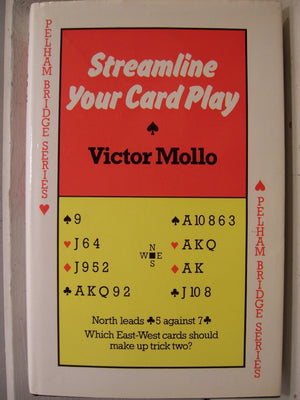 PELHAM BRIDGE SERIES ♥
Streamline
Your Card Play
♠
Victor Mollo
♠9
♥J64
♦J952
♣AKQ92
N
W E
S
♠A10863
♥AKQ
♦AK
♣J108
North leads ♣5 against 7♣
Which East-West cards should
make up trick two?
♥ PELHAM BRIDGE SERIES